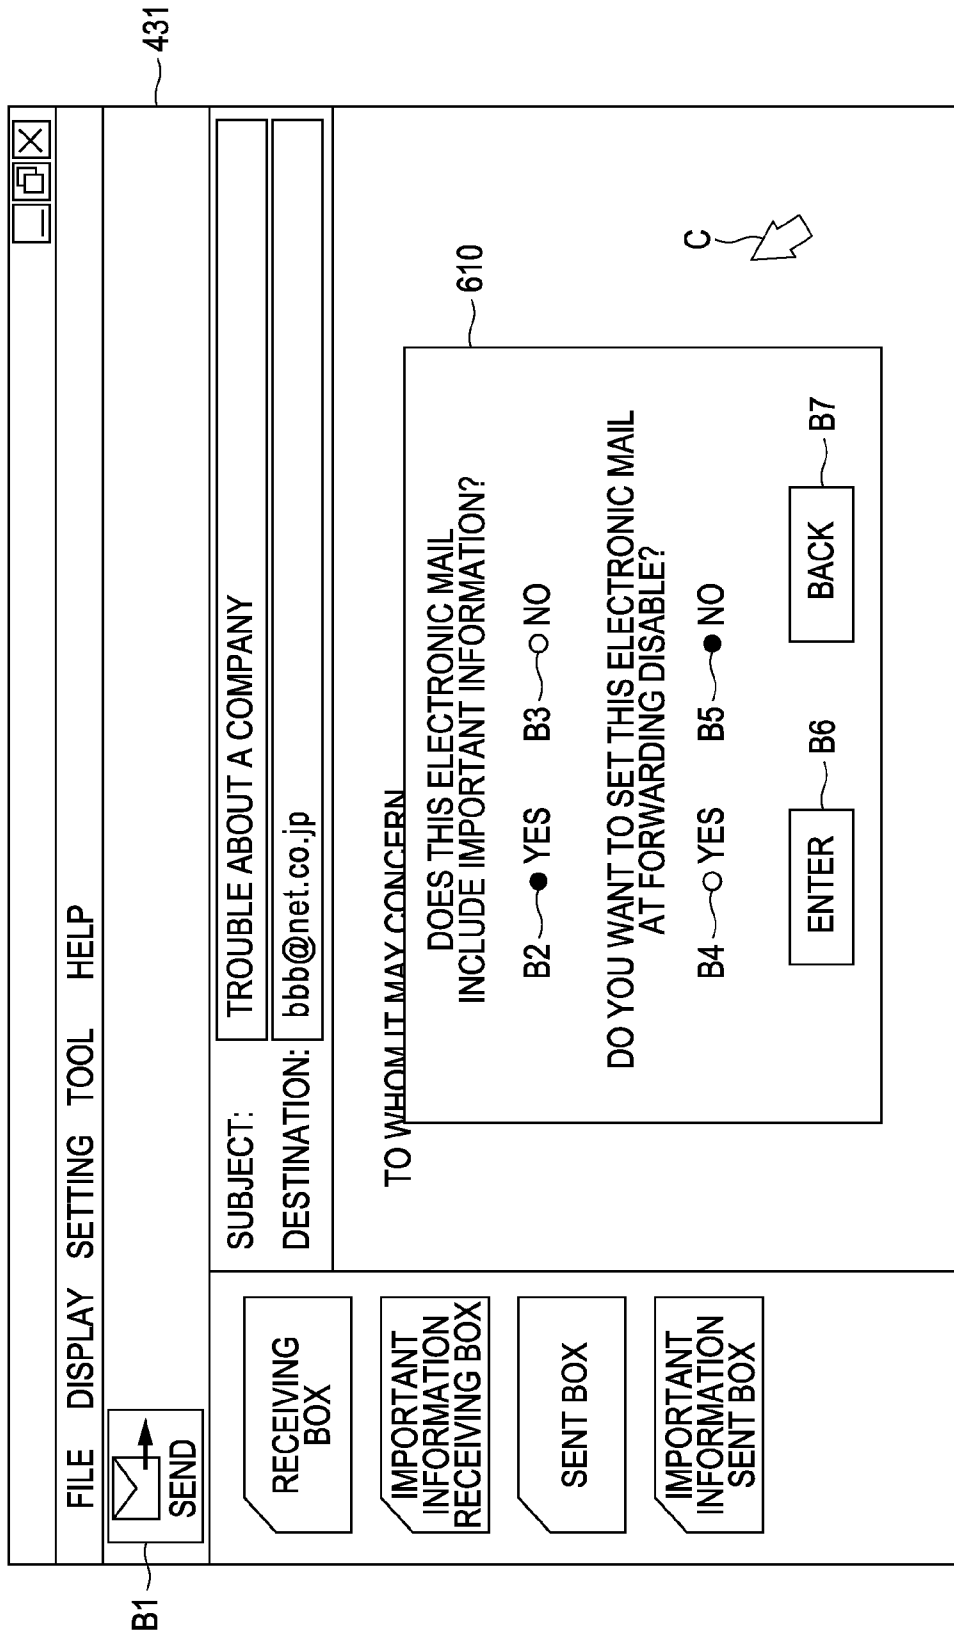 431
FILE DISPLAY SETTING TOOL HELP
B1
SEND
SUBJECT: TROUBLE ABOUT A COMPANY
DESTINATION: bbb@net.co.jp
RECEIVING
BOX
IMPORTANT
INFORMATION
RECEIVING BOX
SENT BOX
IMPORTANT
INFORMATION
SENT BOX
TO WHOM IT MAY CONCERN
610
DOES THIS ELECTRONIC MAIL
INCLUDE IMPORTANT INFORMATION?
B2 YES B3 NO
DO YOU WANT TO SET THIS ELECTRONIC MAIL
AT FORWARDING DISABLE?
B4 YES B5 NO
ENTER B6 BACK B7
C